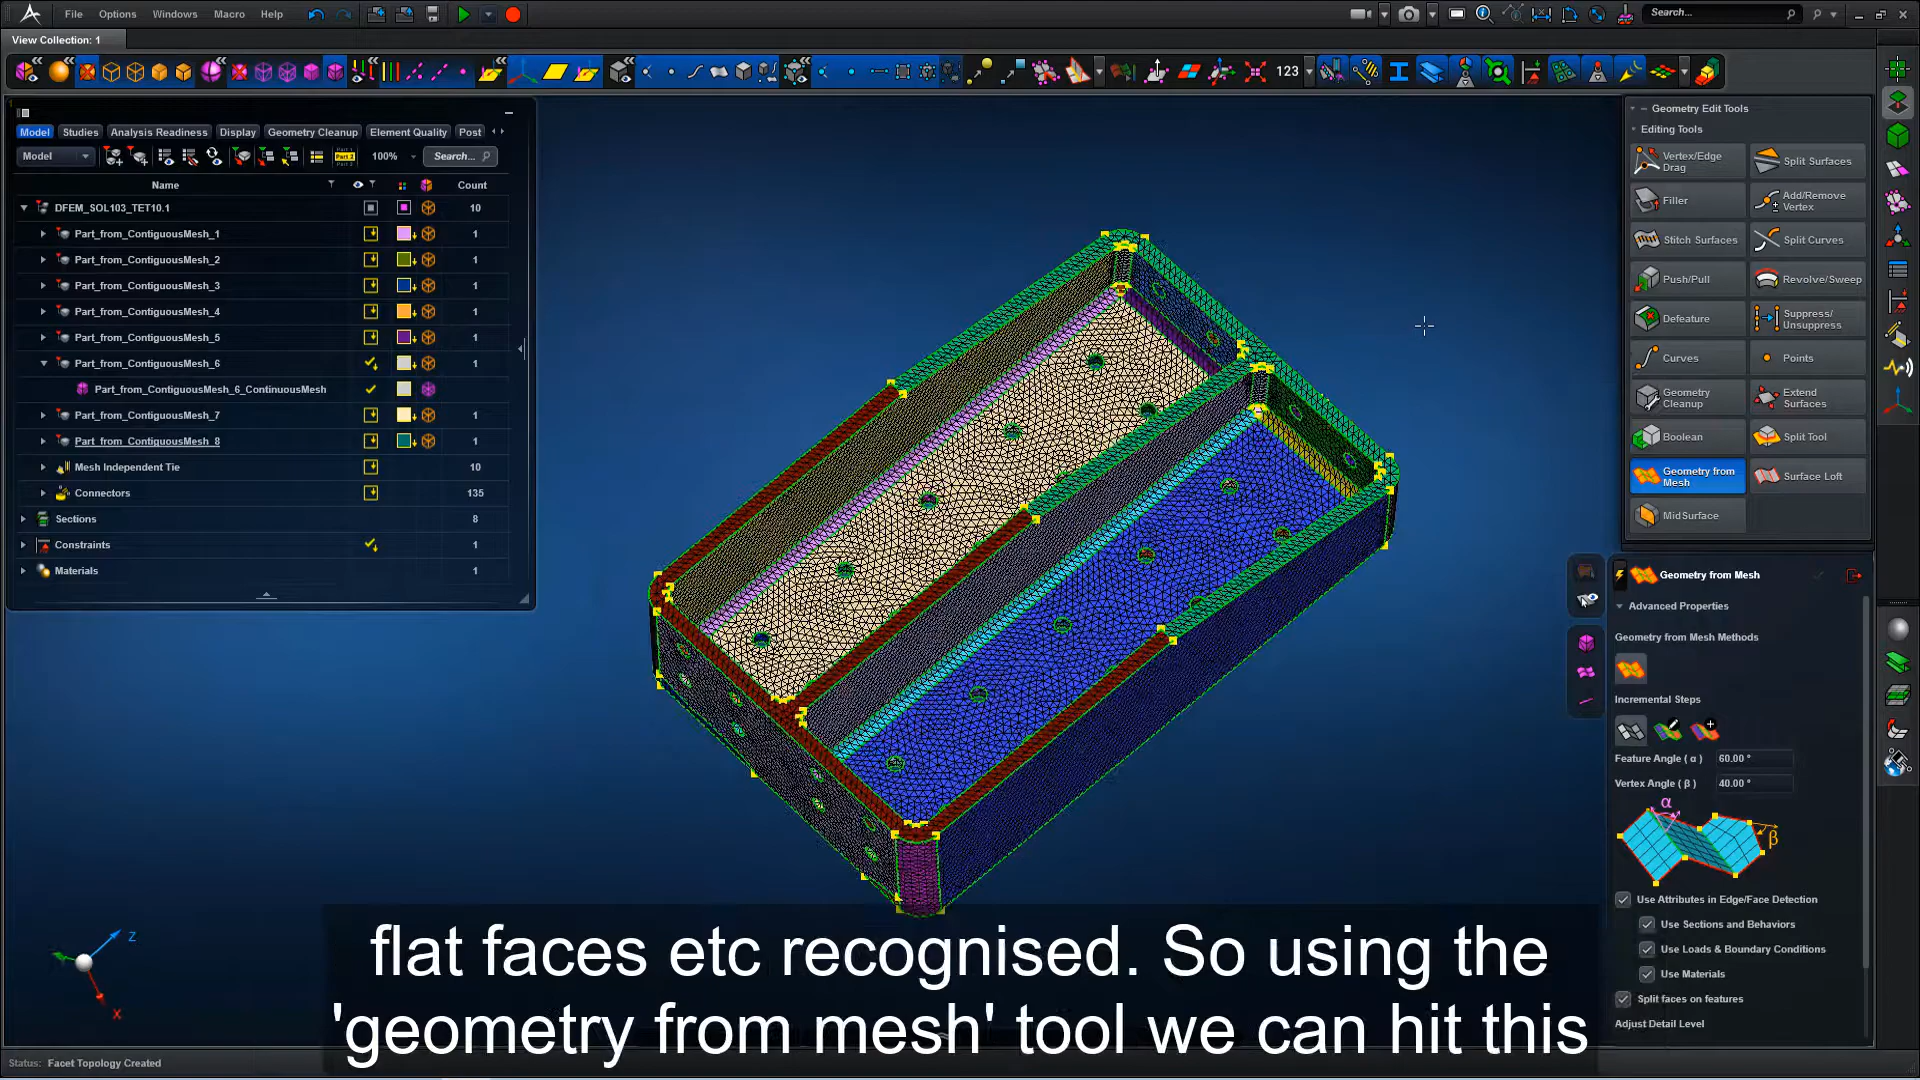 File Options Windows Macro Help
Search...
View Collection: 1
123
Model Studies Analysis Readiness Display Geometry Cleanup Element Quality Post
Model 100% Search...
Name Count
DFEM_SOL103_TET10.1 10
Part_from_ContiguousMesh_1 1
Part_from_ContiguousMesh_2 1
Part_from_ContiguousMesh_3 1
Part_from_ContiguousMesh_4 1
Part_from_ContiguousMesh_5 1
Part_from_ContiguousMesh_6 1
Part_from_ContiguousMesh_6_ContinuousMesh 1
Part_from_ContiguousMesh_7 1
Part_from_ContiguousMesh_8 1
Mesh Independent Tie 10
Connectors 135
Sections 8
Constraints 1
Materials 1
Geometry Edit Tools
Editing Tools
Vertex/Edge Drag
Split Surfaces
Filler
Add/Remove Vertex
Stitch Surfaces
Split Curves
Push/Pull
Revolve/Sweep
Defeature
Suppress/ Unsuppress
Curves
Points
Geometry Cleanup
Extend Surfaces
Boolean
Split Tool
Geometry from Mesh
Surface Loft
MidSurface
Geometry from Mesh
Advanced Properties
Geometry from Mesh Methods
Incremental Steps
Feature Angle ( α ) 60.00 °
Vertex Angle ( β ) 40.00 °
α
β
Use Attributes in Edge/Face Detection
Use Sections and Behaviors
Use Loads & Boundary Conditions
Use Materials
Split faces on features
Adjust Detail Level
Z
X
flat faces etc recognised. So using the
'geometry from mesh' tool we can hit this
Status: Facet Topology Created